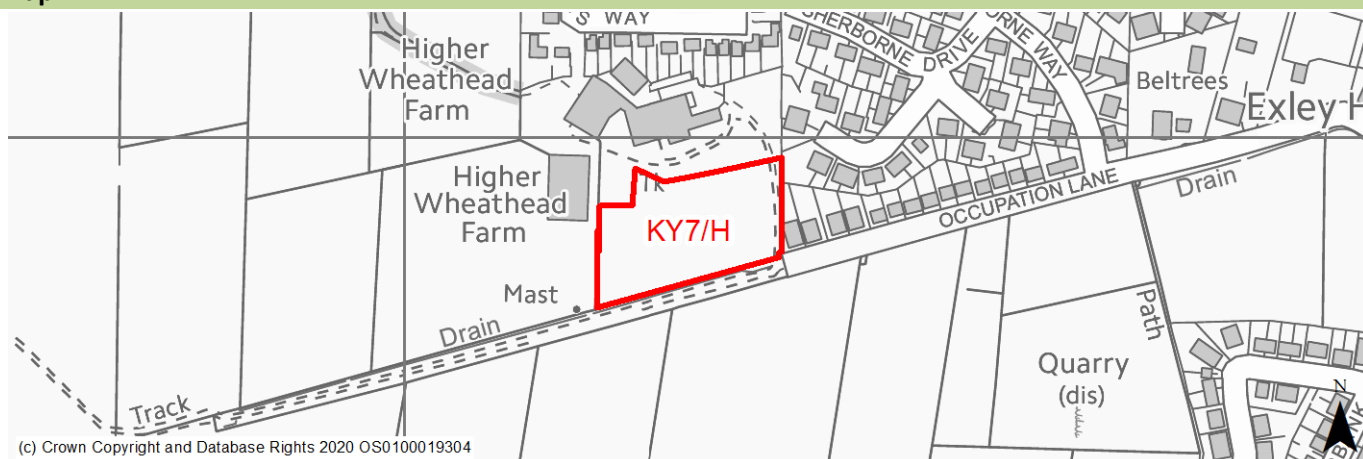 S WAY
SHERBORNE DRIVE
ORNE WAY
Higher
Wheathead
Farm
Beltrees
Exley H
Higher
Wheathead
Farm
Tk
KY7/H
OCCUPATION LANE
Drain
Mast
Drain
Path
Quarry
(dis)
Track
N
BANK
(c) Crown Copyright and Database Rights 2020 OS0100019304